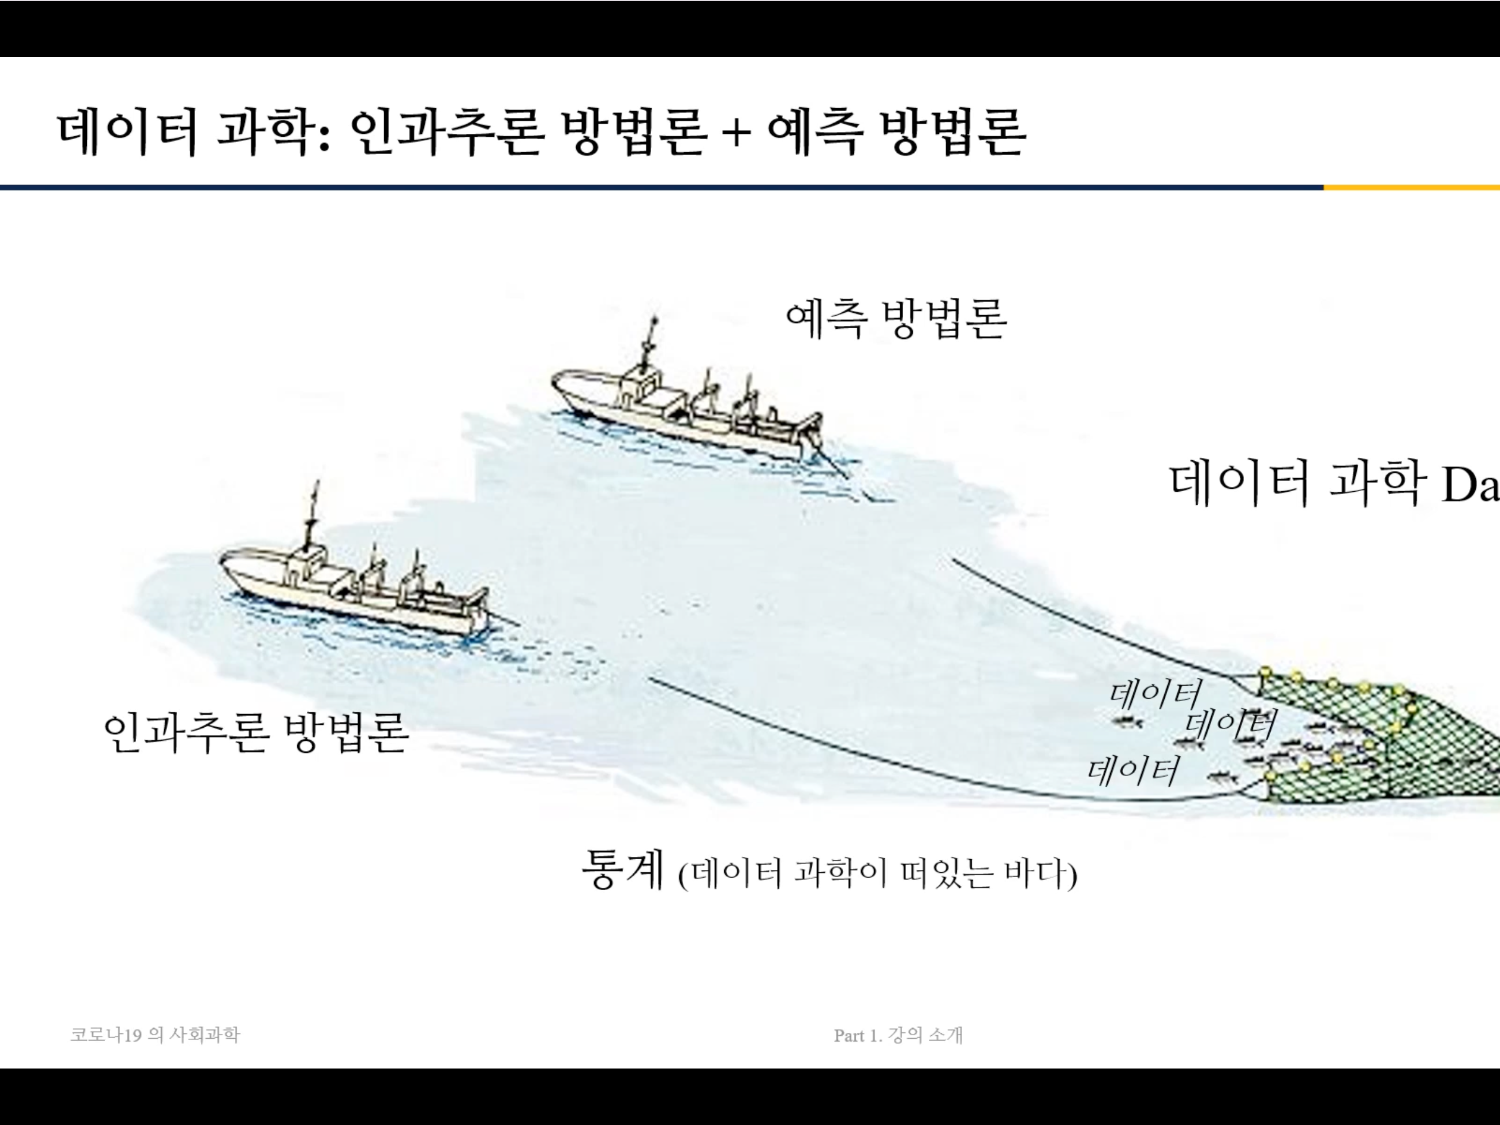 데이터 과학: 인과추론 방법론 + 예측 방법론
예측 방법론
데이터 과학
데이터
데이터
데이터
인과추론 방법론
통계 (데이터 과학이 떠있는 바다)
코로나19 의 사회과학
Part 1. 강의 소개